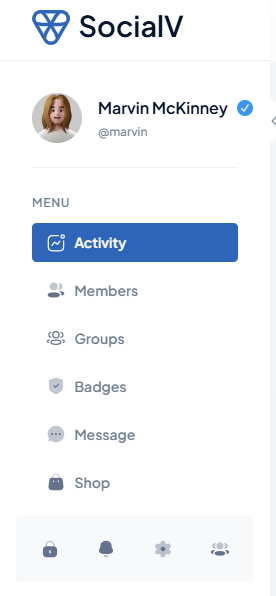 SocialV
Marvin McKinney
@marvin
MENU
Activity
Members
Groups
Badges
Message
Shop